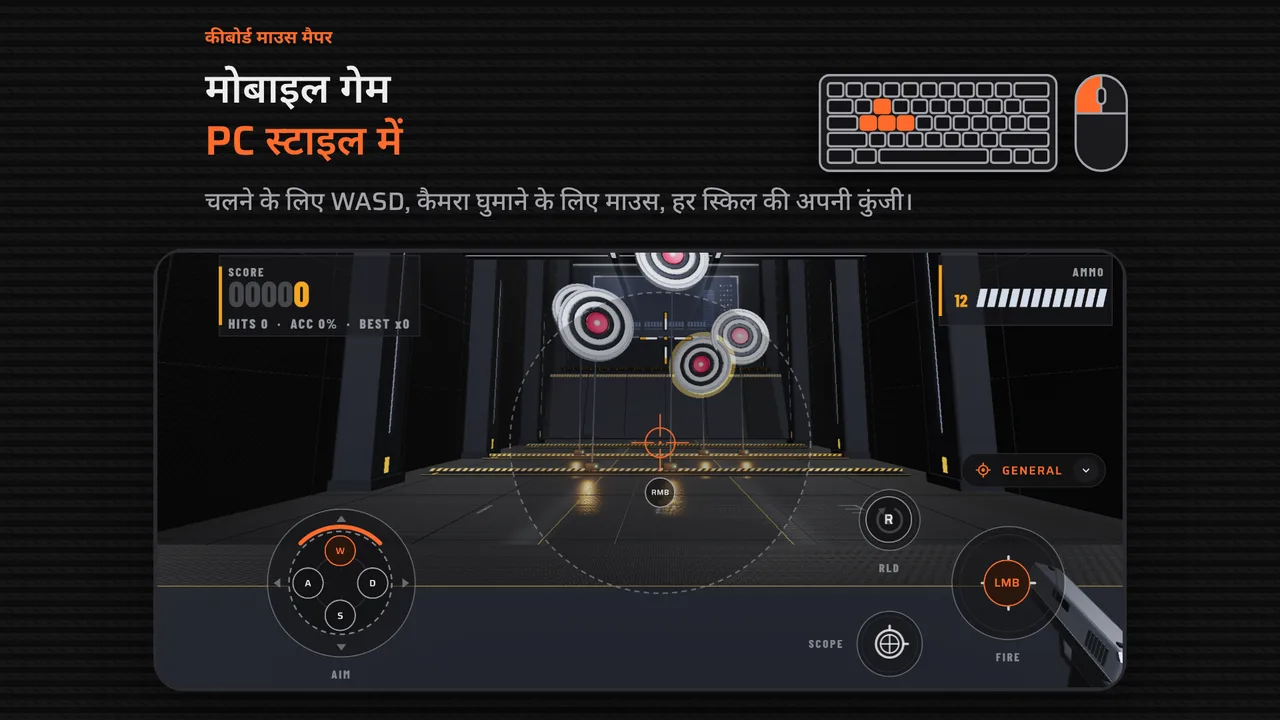 कीबोर्ड माउस मैपर
मोबाइल गेम
PC स्टाइल में
चलने के लिए WASD, कैमरा घुमाने के लिए माउस, हर स्किल की अपनी कुंजी।
SCORE
00000
HITS 0 · ACC 0% · BEST x0
AMMO
12
GENERAL
RMB
R
RLD
W
A
D
S
AIM
LMB
FIRE
SCOPE